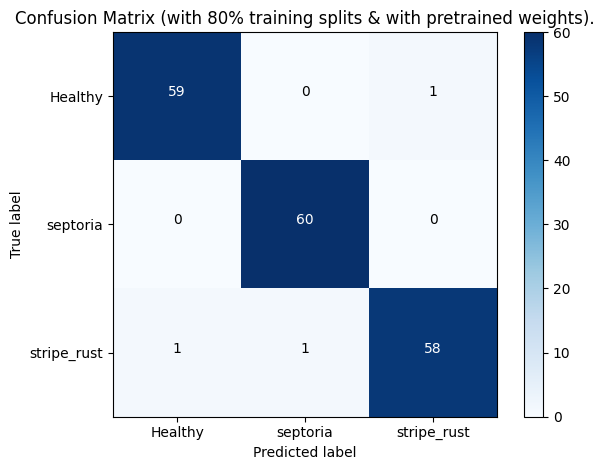 Confusion Matrix (with 80% training splits & with pretrained weights).
Healthy 59 0 1
septoria 0 60 0
stripe_rust 1 1 58
Healthy septoria stripe_rust
Predicted label
True label
60
50
40
30
20
10
0